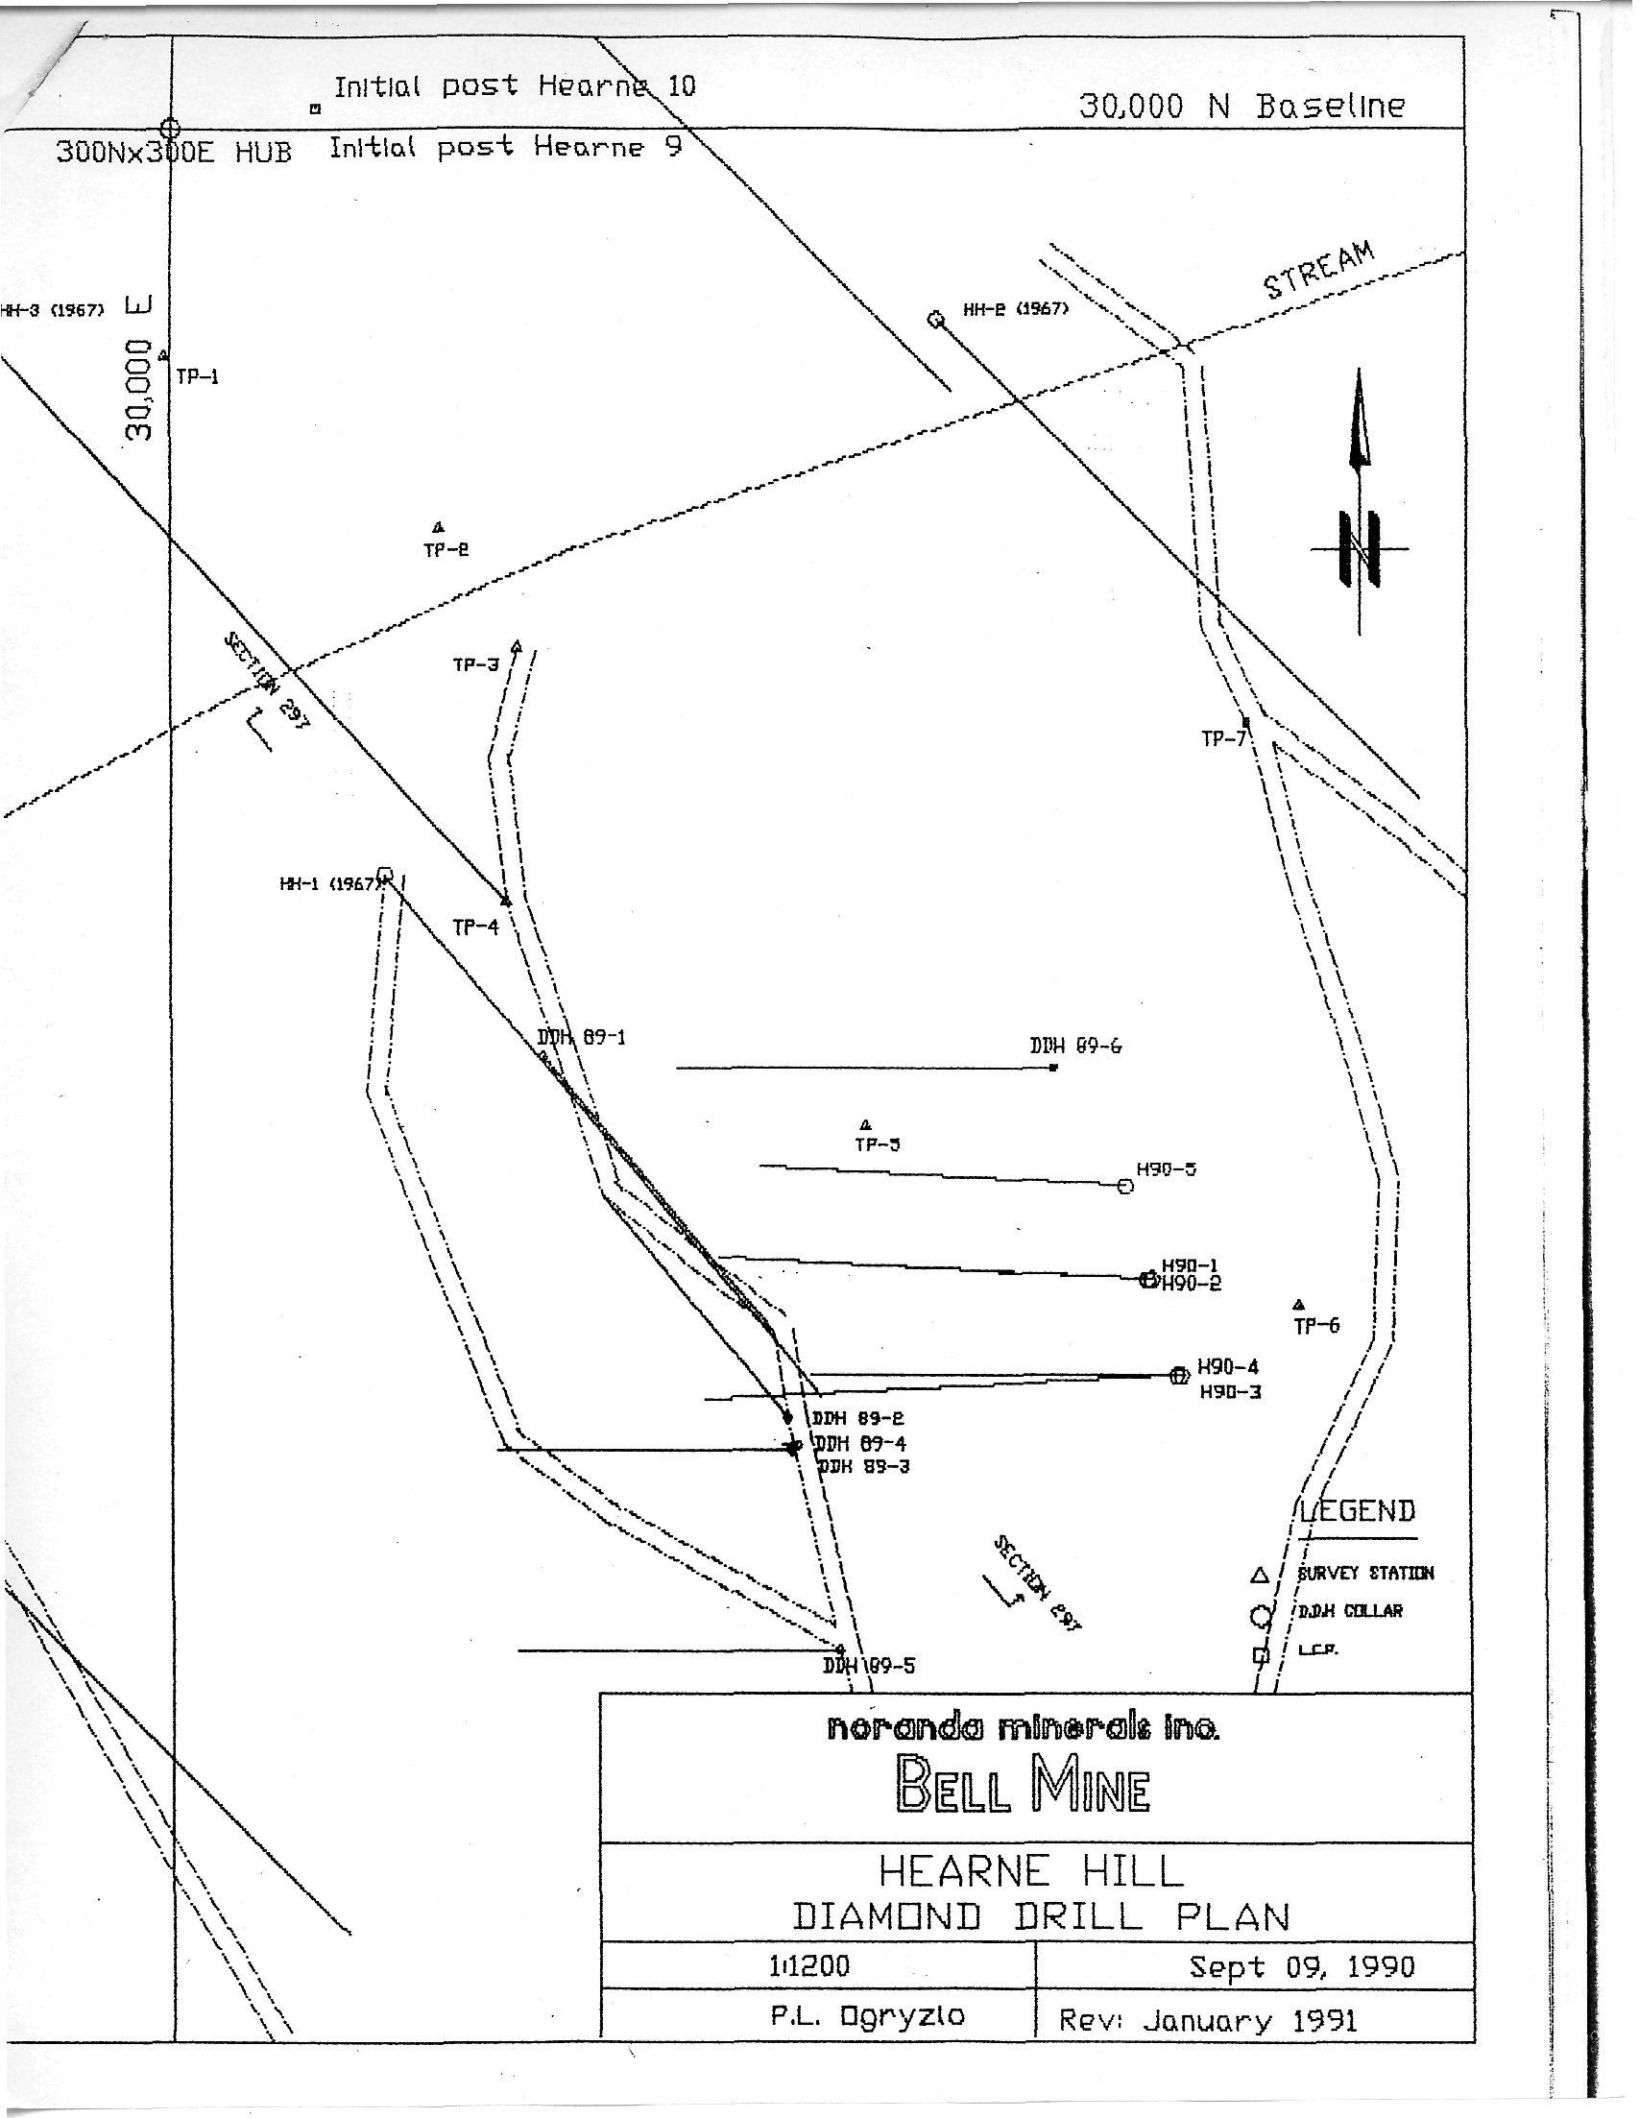 Initial post Hearne 10
30,000 N Baseline
300Nx300E HUB
Initial post Hearne 9
STREAM
HH-3 (1967)
30,000 E
HH-2 (1967)
TP-1
N
TP-2
TP-3
SECTION 297
TP-7
HH-1 (1967)
TP-4
DDH 89-1
DDH 89-6
TP-5
H90-5
H90-1
H90-2
TP-6
H90-4
H90-3
DDH 89-2
DDH 89-4
DDH 89-3
LEGEND
SECTION 297
SURVEY STATION
D.D.H COLLAR
L.C.P.
DDH 89-5
noranda minerals inc.
BELL MINE
HEARNE HILL
DIAMOND DRILL PLAN
1:1200
Sept 09, 1990
P.L. Ogryzlo
Rev: January 1991